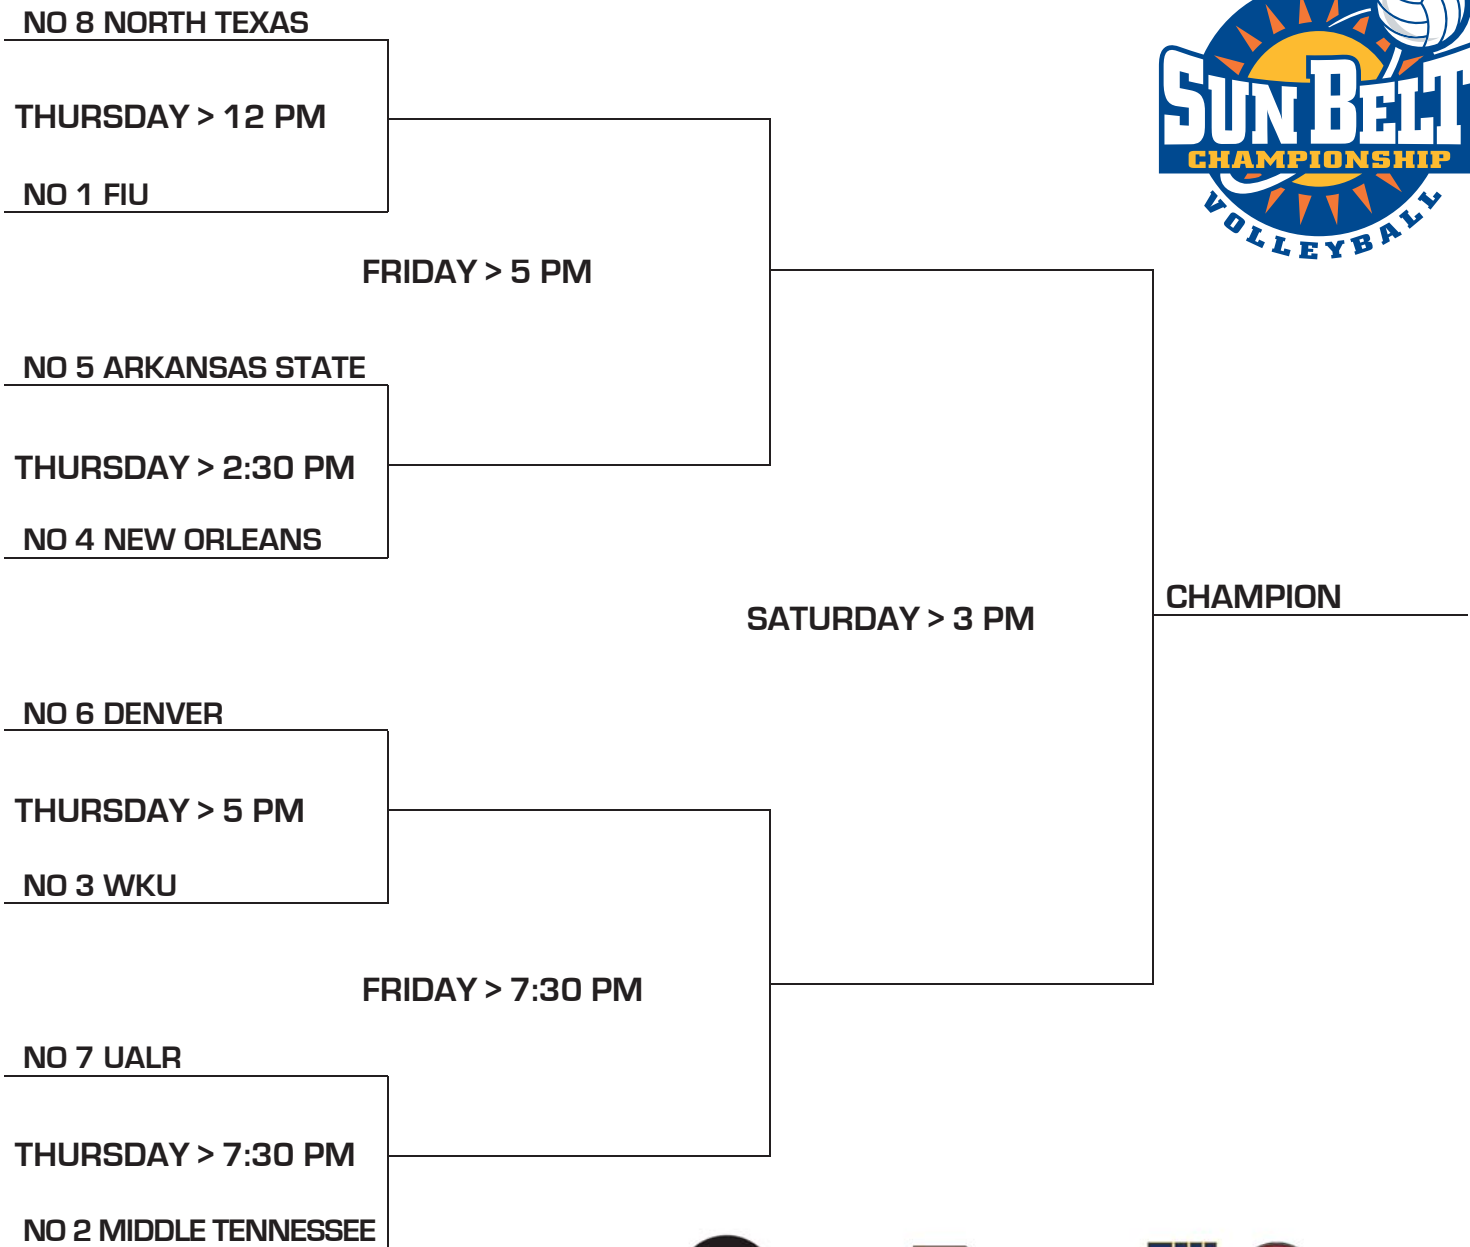 NO 8 NORTH TEXAS
THURSDAY > 12 PM
NO 1 FIU
SUN BELT
CHAMPIONSHIP
VOLLEYBALL
FRIDAY > 5 PM
NO 5 ARKANSAS STATE
THURSDAY > 2:30 PM
NO 4 NEW ORLEANS
CHAMPION
SATURDAY > 3 PM
NO 6 DENVER
THURSDAY > 5 PM
NO 3 WKU
FRIDAY > 7:30 PM
NO 7 UALR
THURSDAY > 7:30 PM
NO 2 MIDDLE TENNESSEE